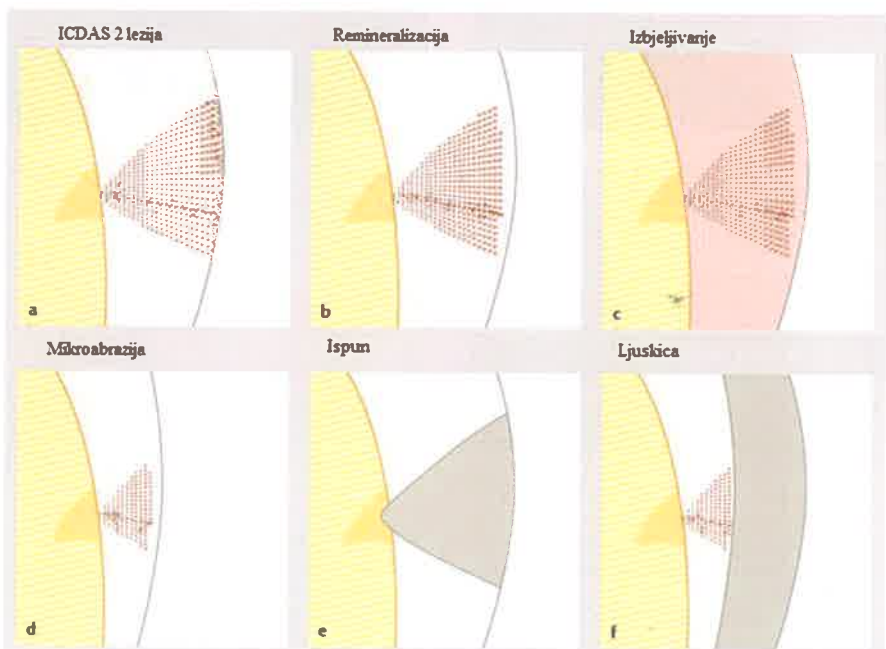 ICDAS 2 lezija
Remineralizacija
Izbjeljivanje
a
b
c
Mikroabrazija
Ispun
Ljuskica
d
e
f